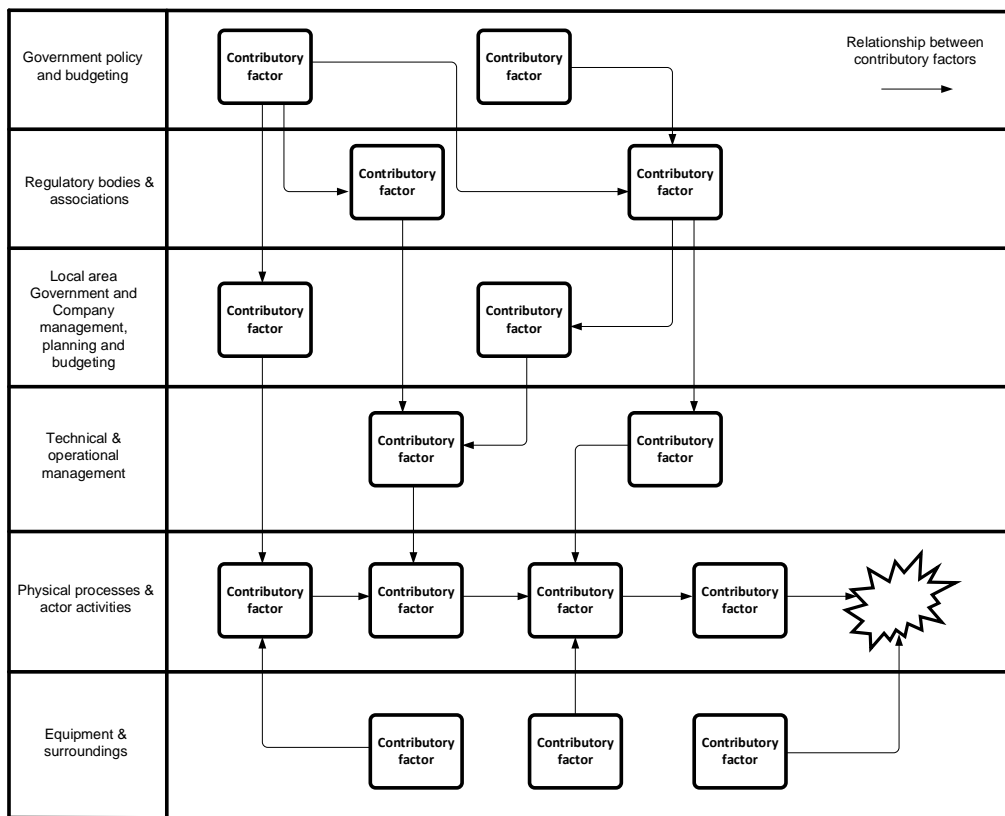 Government policy
and budgeting
Contributory
factor
Contributory
factor
Relationship between
contributory factors
Regulatory bodies &
associations
Contributory
factor
Contributory
factor
Local area
Government and
Company
management,
planning and
budgeting
Contributory
factor
Contributory
factor
Technical &
operational
management
Contributory
factor
Contributory
factor
Physical processes &
actor activities
Contributory
factor
Contributory
factor
Contributory
factor
Contributory
factor
Equipment &
surroundings
Contributory
factor
Contributory
factor
Contributory
factor